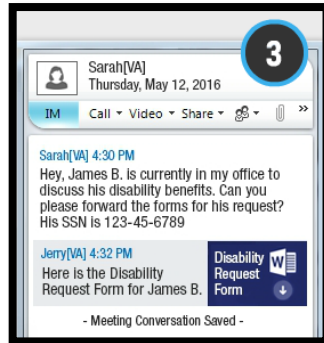 3
Sarah[VA]
Thursday, May 12, 2016
IM Call Video Share
Sarah[VA] 4:30 PM
Hey, James B. is currently in my office to
discuss his disability benefits. Can you
please forward the forms for his request?
His SSN is 123-45-6789
Jerry[VA] 4:32 PM
Here is the Disability
Request Form for James B.
Disability
Request
Form
W
- Meeting Conversation Saved -